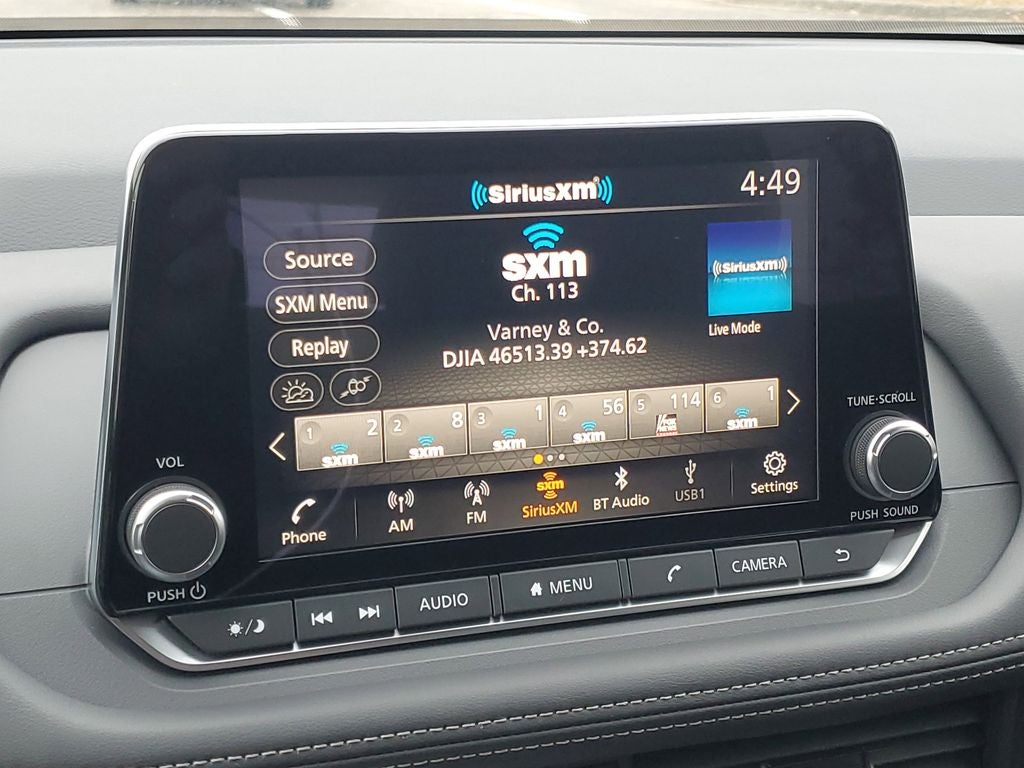 SiriusXM
4:49
Source
SXM Menu
Replay
sxm
Ch. 113
Varney & Co.
DJIA 46513.39 +374.62
SiriusXM
Live Mode
1 2 sxm
2 8 sxm
3 1 sxm
4 56 sxm
5 114 FOX NEWS
6 1 sxm
Phone
AM
FM
sxm
SiriusXM
BT Audio
USB1
Settings
VOL
PUSH
TUNE·SCROLL
PUSH SOUND
AUDIO
MENU
CAMERA